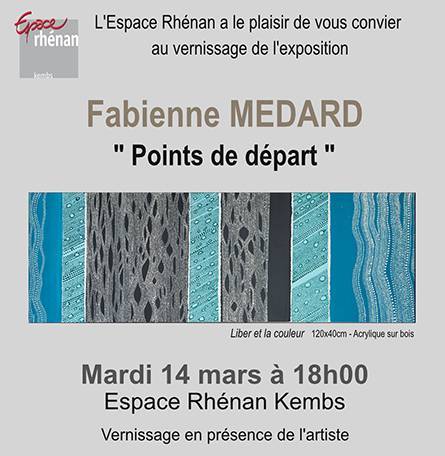 Espace
rhénan
kembs
L'Espace Rhénan a le plaisir de vous convier
au vernissage de l'exposition
Fabienne MEDARD
" Points de départ "
Liber et la couleur 120x40cm - Acrylique sur bois
Mardi 14 mars à 18h00
Espace Rhénan Kembs
Vernissage en présence de l'artiste